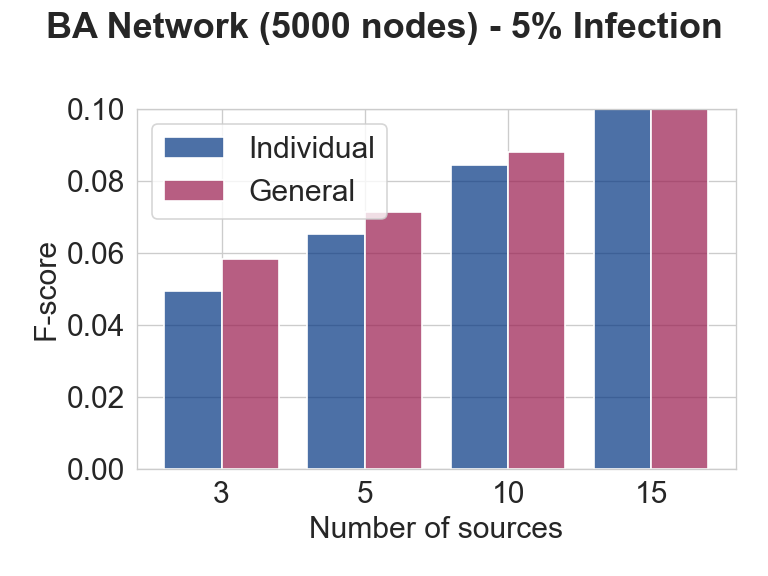 BA Network (5000 nodes) - 5% Infection
0.10
0.08
0.06
0.04
0.02
0.00
F-score
Individual
General
3 5 10 15
Number of sources